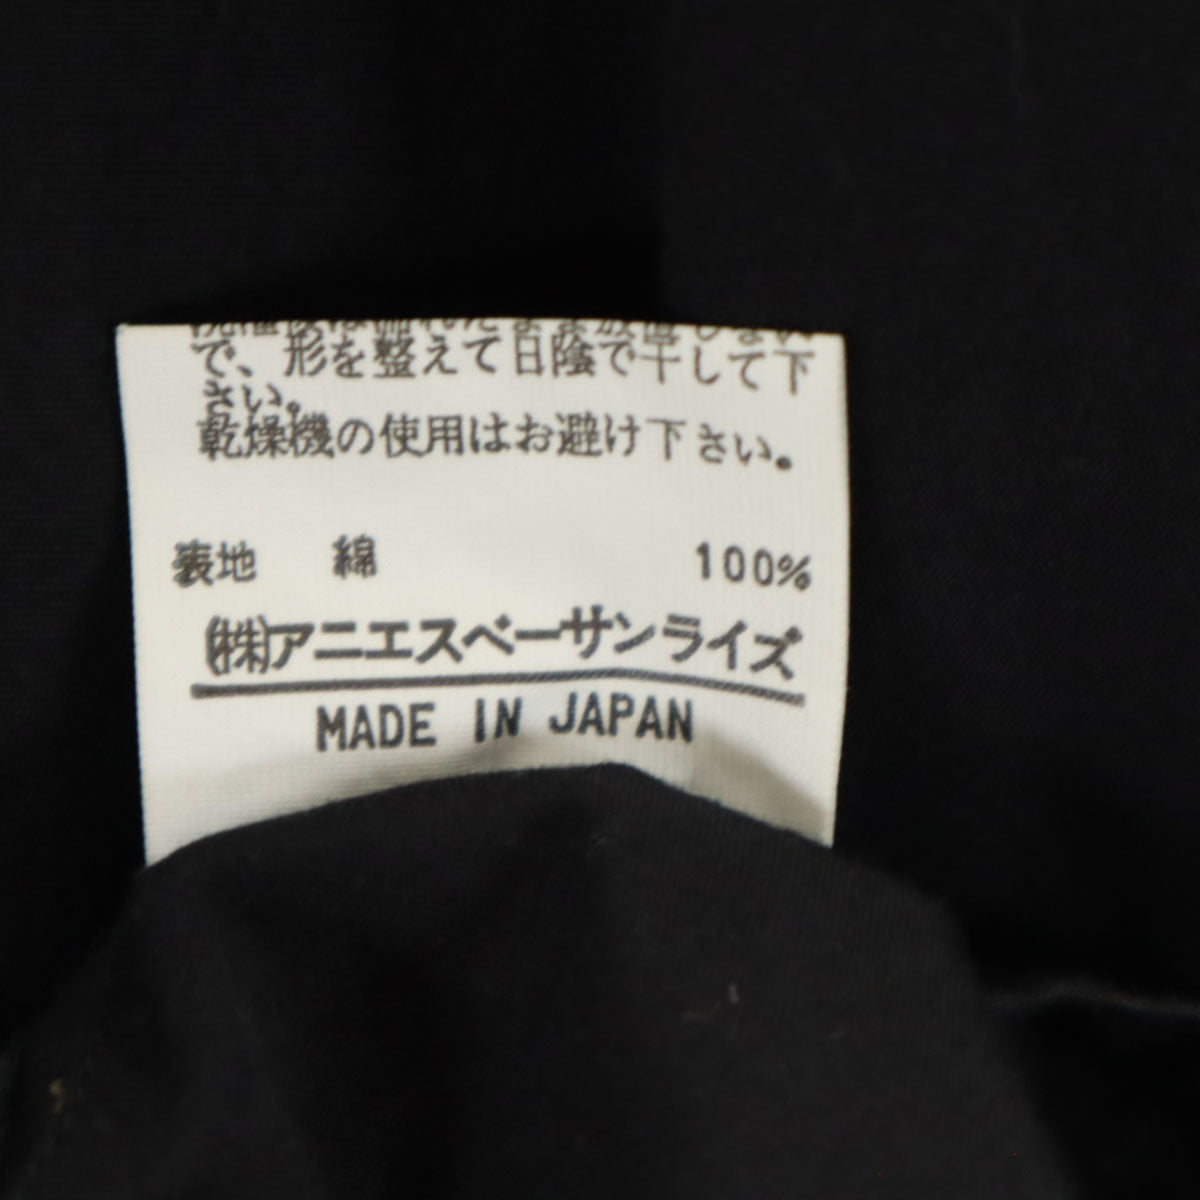 で、形を整えて日陰で干して下
さい。
乾燥機の使用はお避け下さい。
表地 綿 100%
(株)アニエスベーサンライズ
MADE IN JAPAN